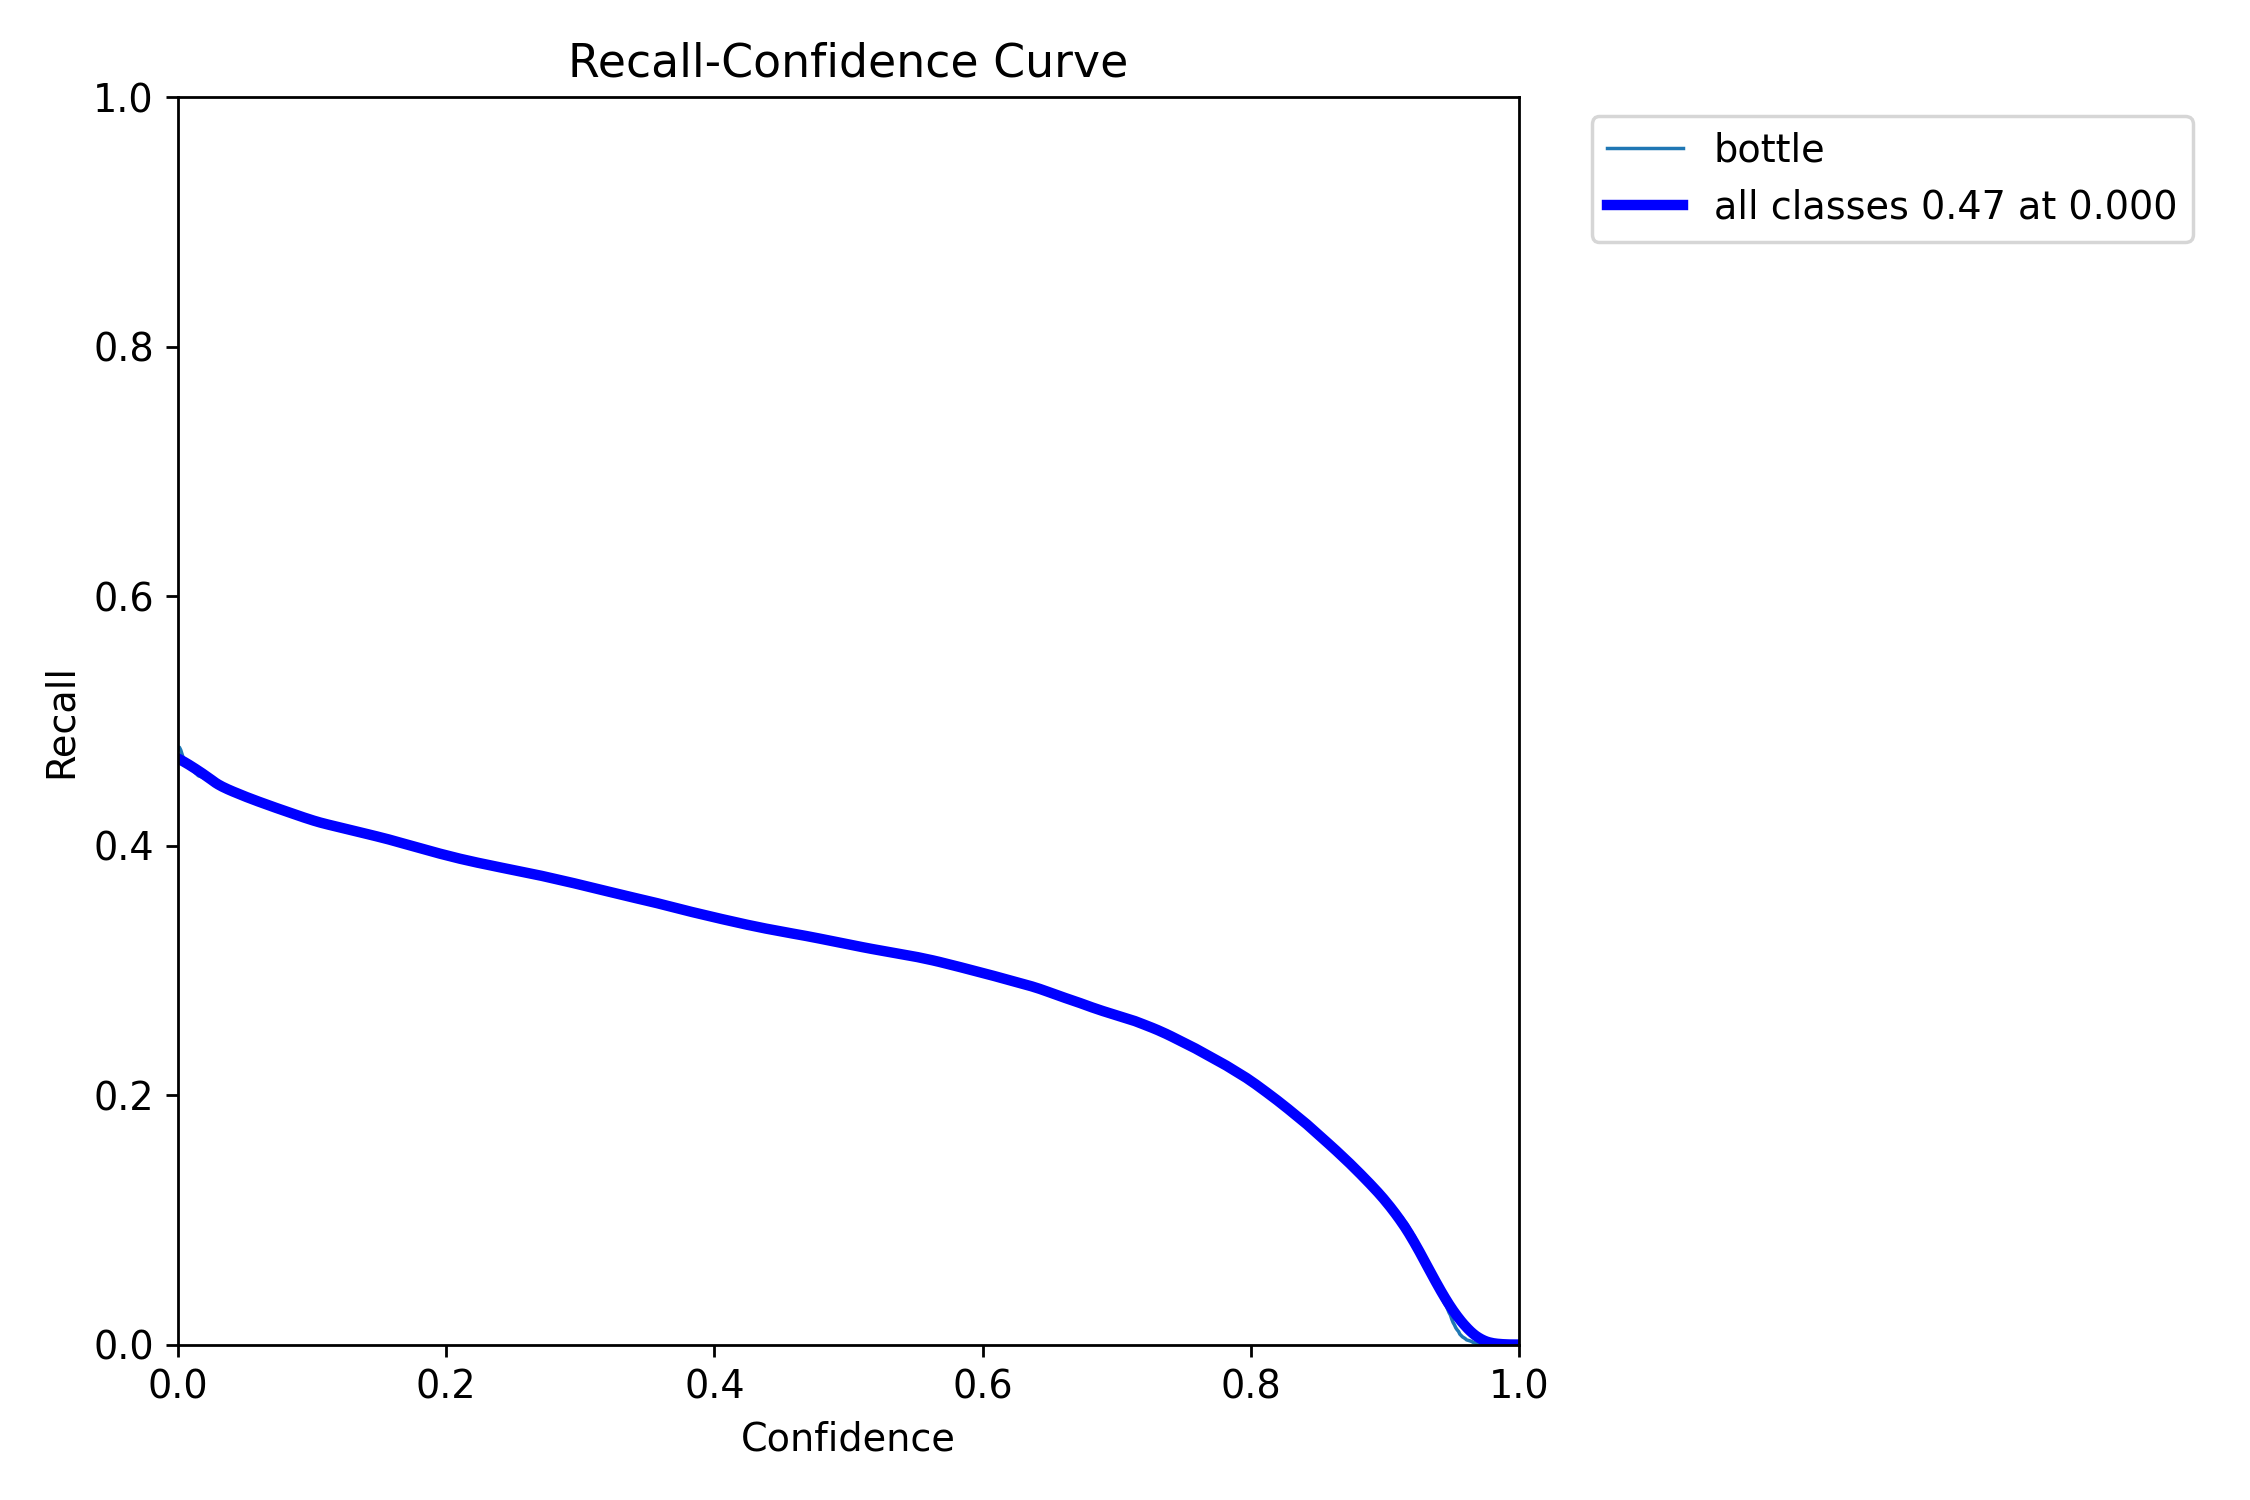 Recall-Confidence Curve
1.0
0.8
0.6
0.4
0.2
0.0
Recall
0.0 0.2 0.4 0.6 0.8 1.0
Confidence
bottle
all classes 0.47 at 0.000